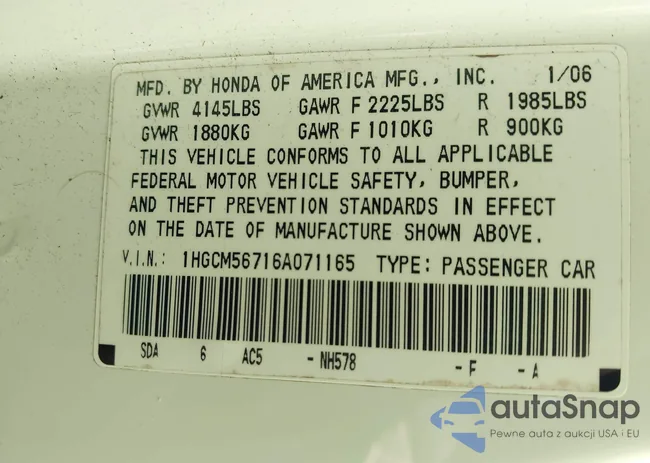 MFD. BY HONDA OF AMERICA MFG., INC. 1/06
GVWR 4145LBS GAWR F 2225LBS R 1985LBS
GVWR 1880KG GAWR F 1010KG R 900KG
THIS VEHICLE CONFORMS TO ALL APPLICABLE
FEDERAL MOTOR VEHICLE SAFETY, BUMPER,
AND THEFT PREVENTION STANDARDS IN EFFECT
ON THE DATE OF MANUFACTURE SHOWN ABOVE.
V.I.N.: 1HGCM56716A071165 TYPE: PASSENGER CAR
SDA 6 AC5 -NH578 -F -A
autaSnap
Pewne auta z aukcji USA i EU